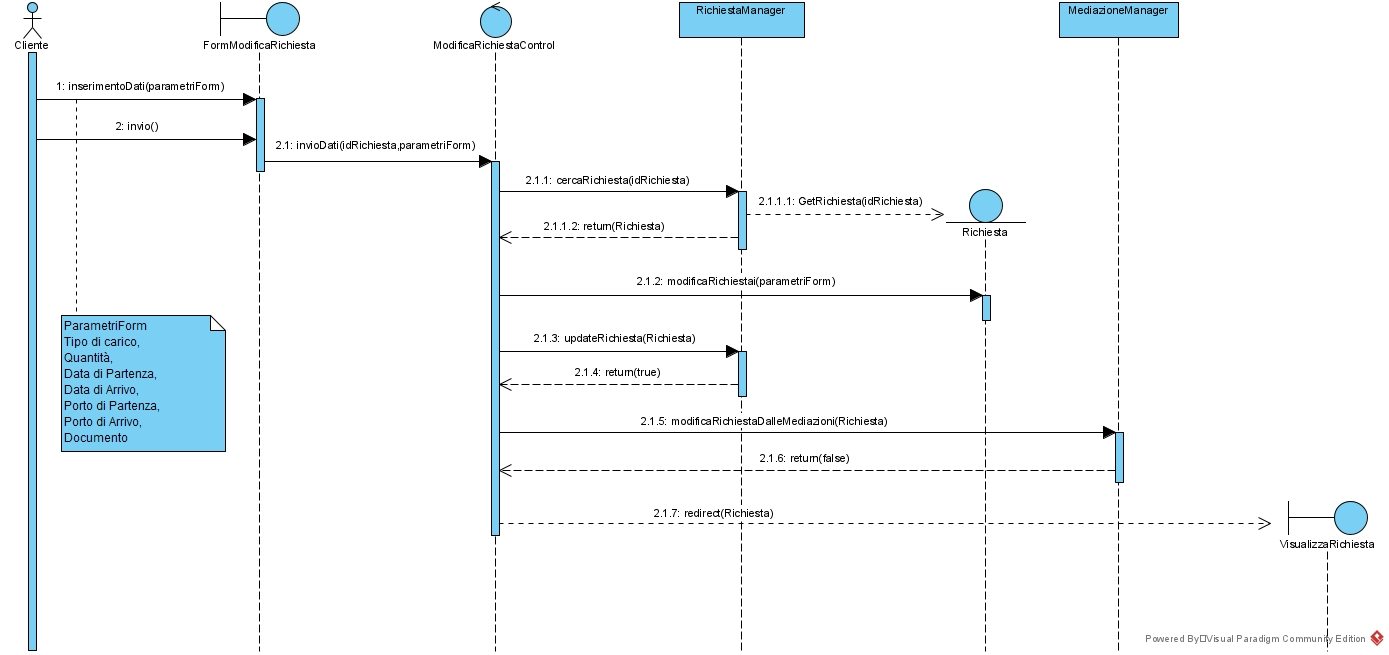 Cliente
FormModificaRichiesta
ModificaRichiestaControl
RichiestaManager
MediazioneManager
1: inserimentoDati(parametriForm)
2: invio()
2.1: invioDati(idRichiesta,parametriForm)
2.1.1: cercaRichiesta(idRichiesta)
2.1.1.1: GetRichiesta(idRichiesta)
2.1.1.2: return(Richiesta)
Richiesta
2.1.2: modificaRichiestai(parametriForm)
ParametriForm
Tipo di carico,
Quantità,
Data di Partenza,
Data di Arrivo,
Porto di Partenza,
Porto di Arrivo,
Documento
2.1.3: updateRichiesta(Richiesta)
2.1.4: return(true)
2.1.5: modificaRichiestaDalleMediazioni(Richiesta)
2.1.6: return(false)
2.1.7: redirect(Richiesta)
VisualizzaRichiesta
Powered By□Visual Paradigm Community Edition